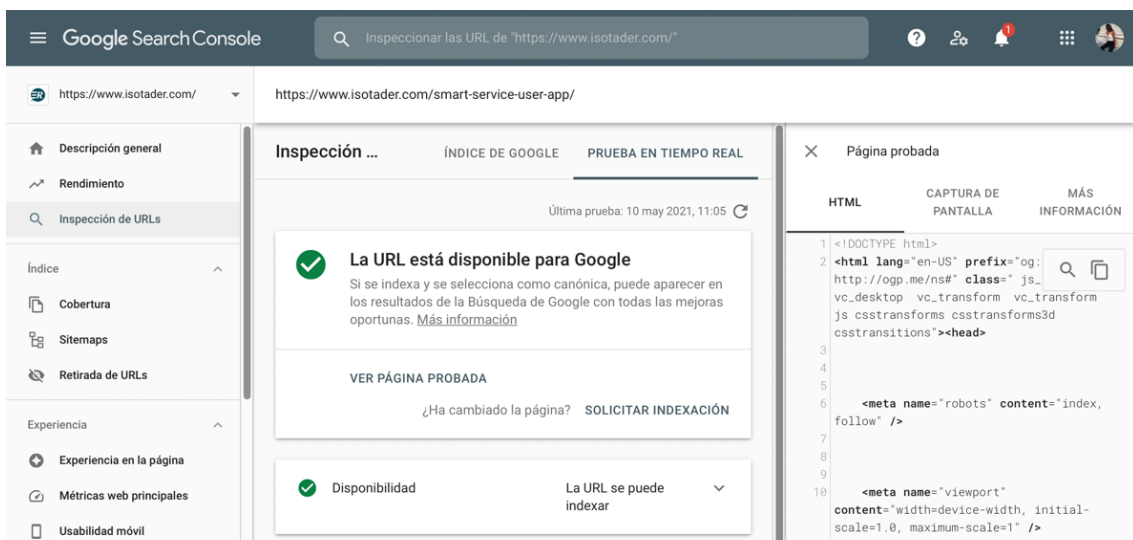 Google Search Console
Inspeccionar las URL de "https://www.isotader.com/"
1
https://www.isotader.com/
https://www.isotader.com/smart-service-user-app/
Descripción general
Rendimiento
Inspección de URLs
Índice
Cobertura
Sitemaps
Retirada de URLs
Experiencia
Experiencia en la página
Métricas web principales
Usabilidad móvil
Inspección ...
ÍNDICE DE GOOGLE
PRUEBA EN TIEMPO REAL
Última prueba: 10 may 2021, 11:05
La URL está disponible para Google
Si se indexa y se selecciona como canónica, puede aparecer en
los resultados de la Búsqueda de Google con todas las mejoras
oportunas. Más información
VER PÁGINA PROBADA
¿Ha cambiado la página? SOLICITAR INDEXACIÓN
Disponibilidad
La URL se puede
indexar
Página probada
HTML
CAPTURA DE
PANTALLA
MÁS
INFORMACIÓN
1 <!DOCTYPE html>
2 <html lang="en-US" prefix="og:
http://ogp.me/ns#" class=" js_
vc_desktop vc_transform vc_transform
js csstransforms csstransforms3d
csstransitions"><head>
3
4
5
6 <meta name="robots" content="index,
follow" />
7
8
9
10 <meta name="viewport"
content="width=device-width, initial-
scale=1.0, maximum-scale=1" />